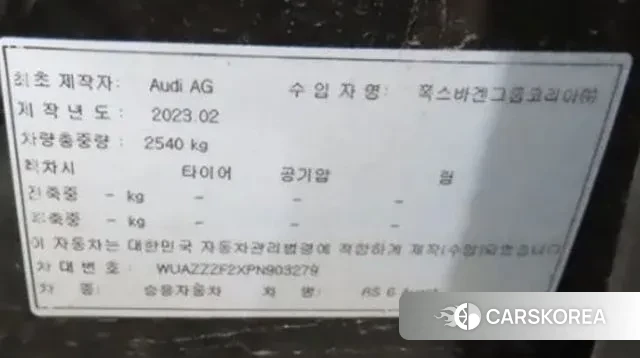 최초 제작자: Audi AG 수 입 자 명: 폭스바겐그룹코리아㈜
제 작 년 도 : 2023.02
차량총중량 : 2540 kg
적차시 타이어 공기압 림
전축중 - kg - - -
후축중 - kg - - -
이 자동차는 대한민국 자동차관리법령에 적합하게 제작(수입)되었습니다
차 대 번 호 : WUAZZZF2XPN903279
차 종: 승용자동차 차 명: RS 6
CARSKOREA